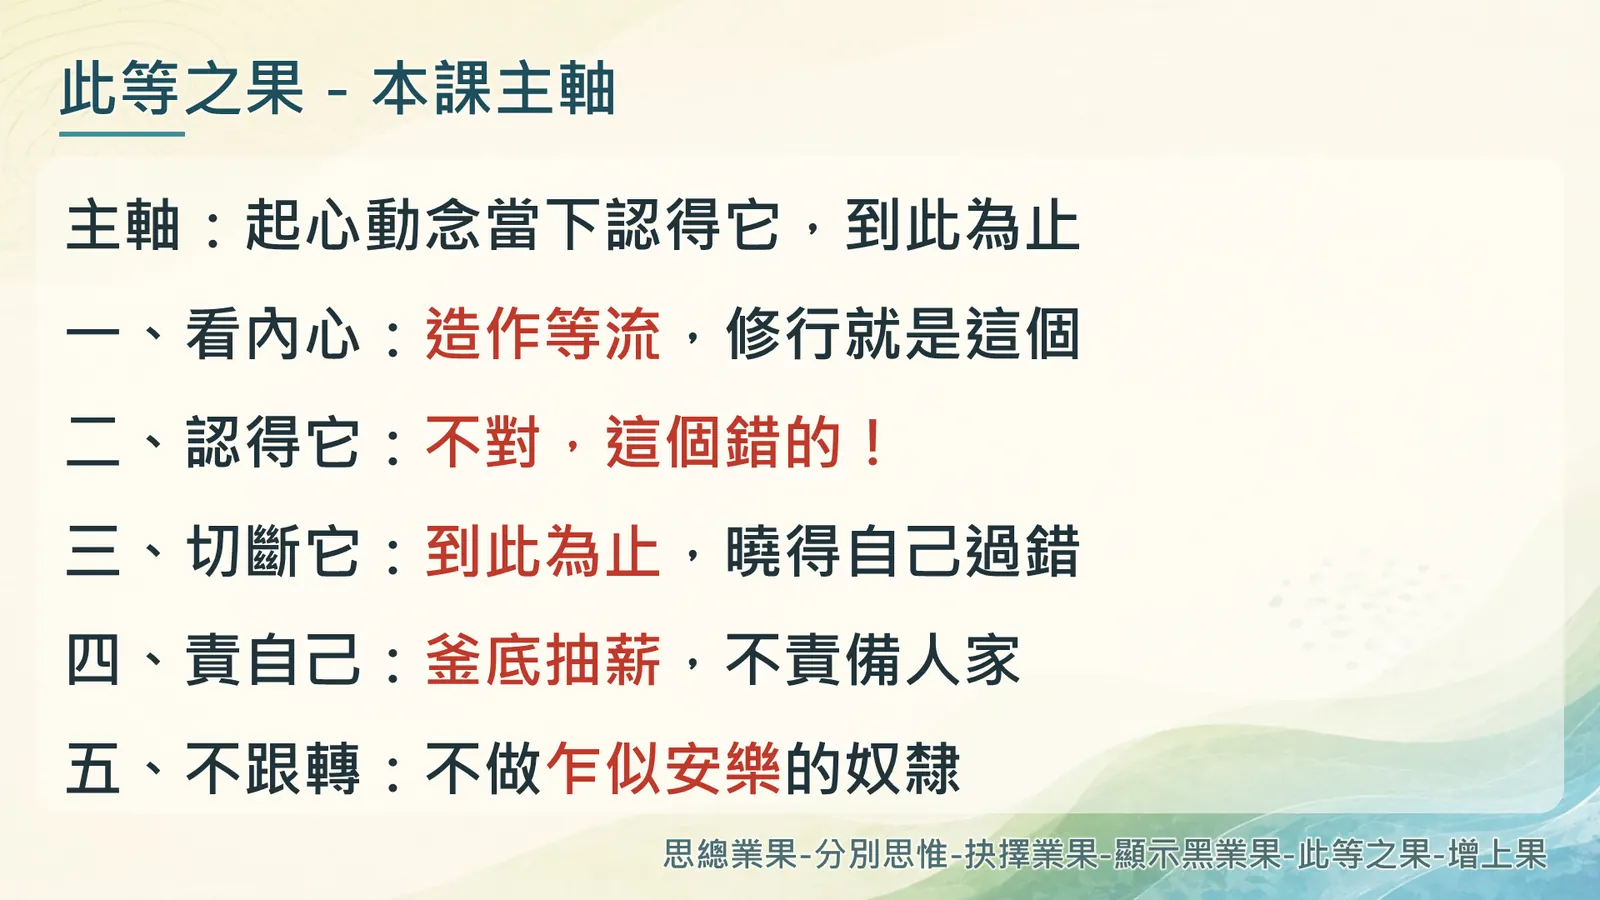 此等之果 - 本課主軸
主軸：起心動念當下認得它，到此為止
一、看內心：造作等流，修行就是這個
二、認得它：不對，這個錯的！
三、切斷它：到此為止，曉得自己過錯
四、責自己：釜底抽薪，不責備人家
五、不跟轉：不做乍似安樂的奴隸
思總業果-分別思惟-抉擇業果-顯示黑業果-此等之果-增上果